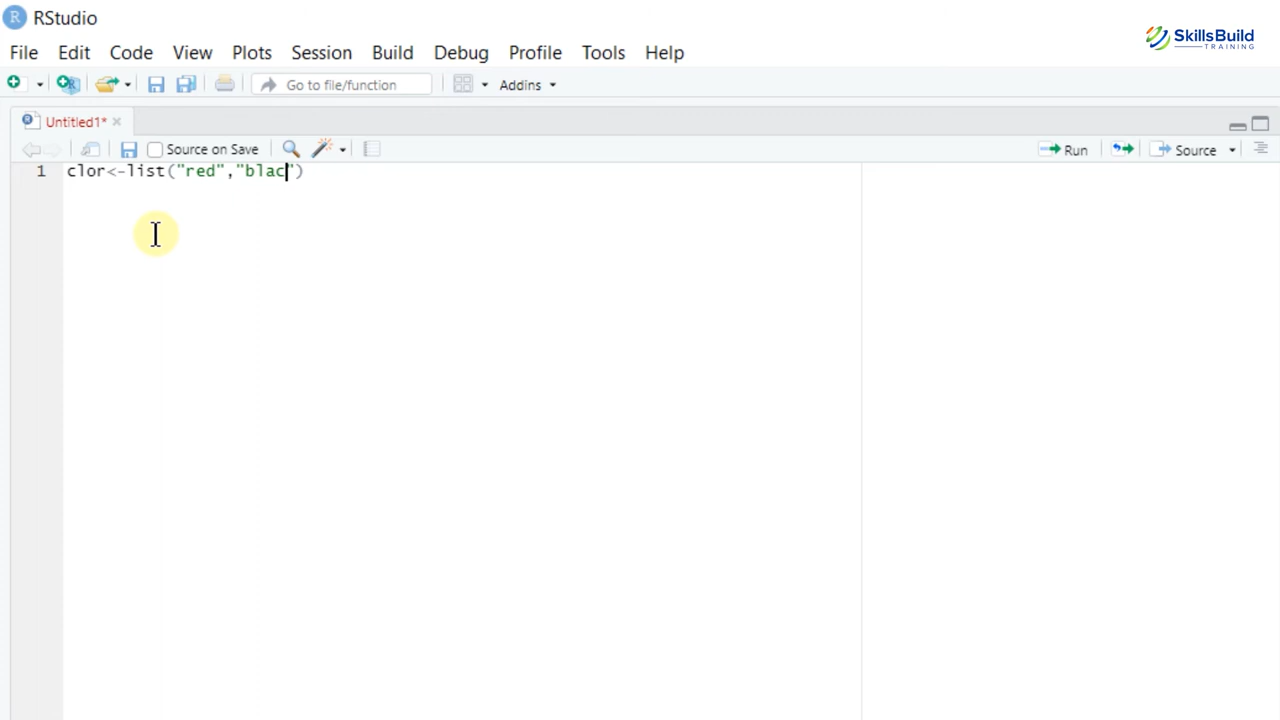 RStudio
SkillsBuild
TRAINING
File Edit Code View Plots Session Build Debug Profile Tools Help
Go to file/function Addins
Untitled1*
Source on Save Run Source
1 clor<-list("red","blac")